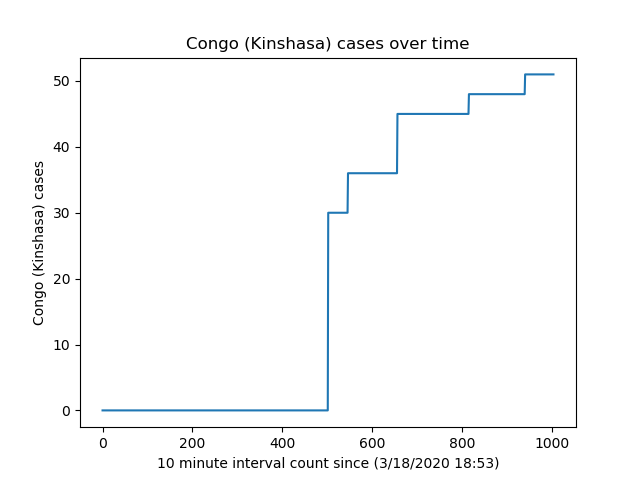 Congo (Kinshasa) cases over time
50
40
30
20
10
0
Congo (Kinshasa) cases
0 200 400 600 800 1000
10 minute interval count since (3/18/2020 18:53)